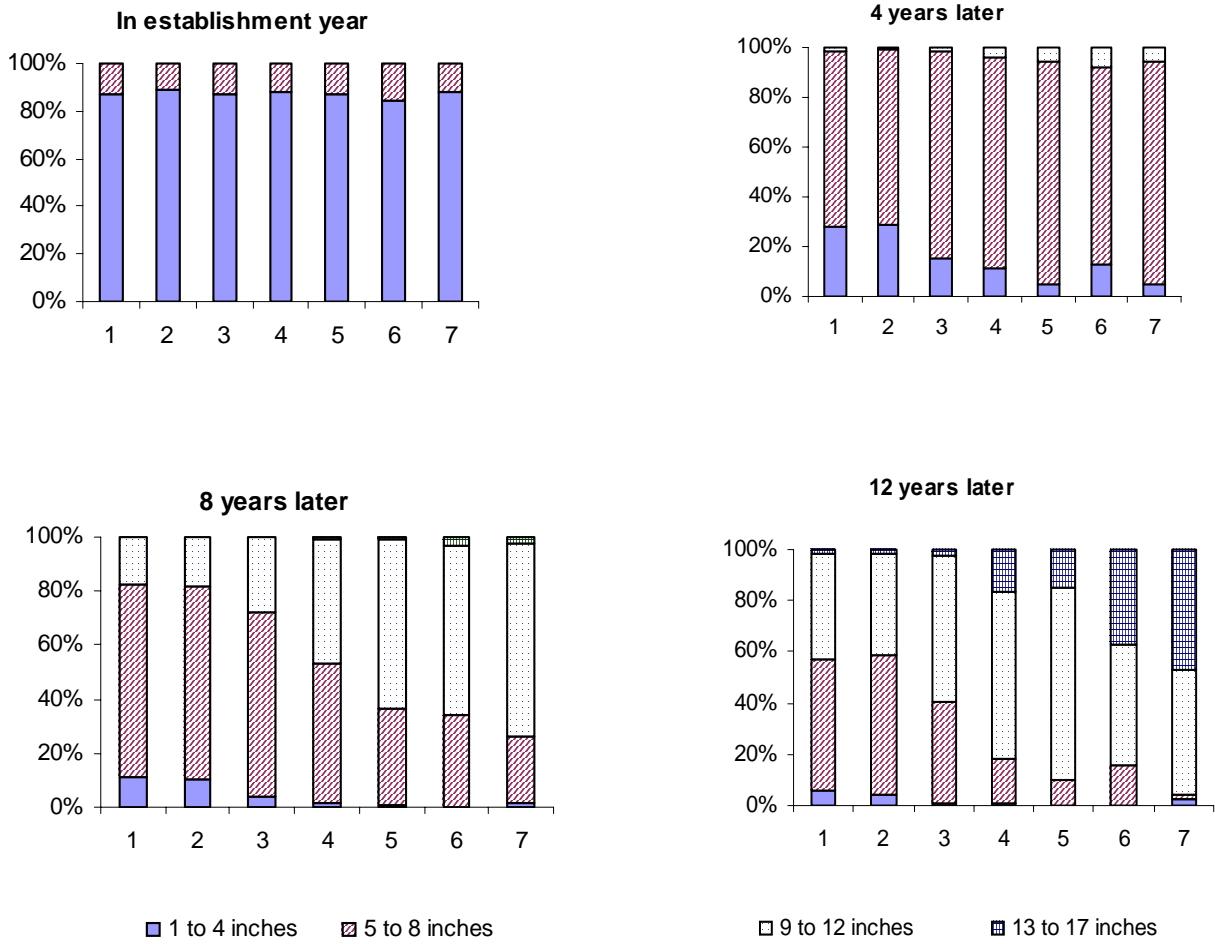 In establishment year
100%
80%
60%
40%
20%
0%
1 2 3 4 5 6 7
4 years later
100%
80%
60%
40%
20%
0%
1 2 3 4 5 6 7
8 years later
100%
80%
60%
40%
20%
0%
1 2 3 4 5 6 7
12 years later
100%
80%
60%
40%
20%
0%
1 2 3 4 5 6 7
1 to 4 inches 5 to 8 inches 9 to 12 inches 13 to 17 inches